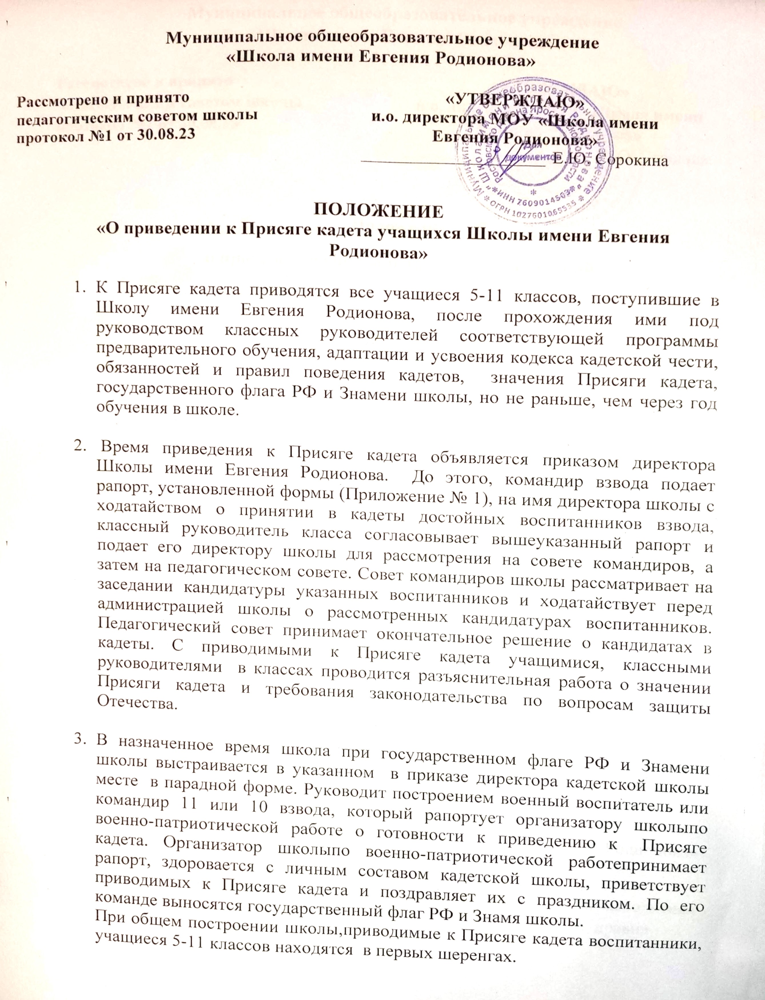 Муниципальное общеобразовательное учреждение
«Школа имени Евгения Родионова»
Рассмотрено и принято
педагогическим советом школы
протокол №1 от 30.08.23
«УТВЕРЖДАЮ»
и.о. директора МОУ «Школа имени
Евгения Родионова»
Е.Ю. Сорокина
Муниципальное общеобразовательное учреждение
"Школа имени Евгения Родионова"
Ростовского района Ярославской области
Для
документов
* ИНН 7609014503 *
* ОГРН 1027601065535 *
ПОЛОЖЕНИЕ
«О приведении к Присяге кадета учащихся Школы имени Евгения
Родионова»
1. К Присяге кадета приводятся все учащиеся 5-11 классов, поступившие в
Школу имени Евгения Родионова, после прохождения ими под
руководством классных руководителей соответствующей программы
предварительного обучения, адаптации и усвоения кодекса кадетской чести,
обязанностей и правил поведения кадетов, значения Присяги кадета,
государственного флага РФ и Знамени школы, но не раньше, чем через год
обучения в школе.
2. Время приведения к Присяге кадета объявляется приказом директора
Школы имени Евгения Родионова. До этого, командир взвода подает
рапорт, установленной формы (Приложение № 1), на имя директора школы с
ходатайством о принятии в кадеты достойных воспитанников взвода,
классный руководитель класса согласовывает вышеуказанный рапорт и
подает его директору школы для рассмотрения на совете командиров, а
затем на педагогическом совете. Совет командиров школы рассматривает на
заседании кандидатуры указанных воспитанников и ходатайствует перед
администрацией школы о рассмотренных кандидатурах воспитанников.
Педагогический совет принимает окончательное решение о кандидатах в
кадеты. С приводимыми к Присяге кадета учащимися, классными
руководителями в классах проводится разъяснительная работа о значении
Присяги кадета и требования законодательства по вопросам защиты
Отечества.
3. В назначенное время школа при государственном флаге РФ и Знамени
школы выстраивается в указанном в приказе директора кадетской школы
месте в парадной форме. Руководит построением военный воспитатель или
командир 11 или 10 взвода, который рапортует организатору школыпо
военно-патриотической работе о готовности к приведению к Присяге
кадета. Организатор школыпо военно-патриотической работепринимает
рапорт, здоровается с личным составом кадетской школы, приветствует
приводимых к Присяге кадета и поздравляет их с праздником. По его
команде выносятся государственный флаг РФ и Знамя школы.
При общем построении школы,приводимые к Присяге кадета воспитанники,
учащиеся 5-11 классов находятся в первых шеренгах.